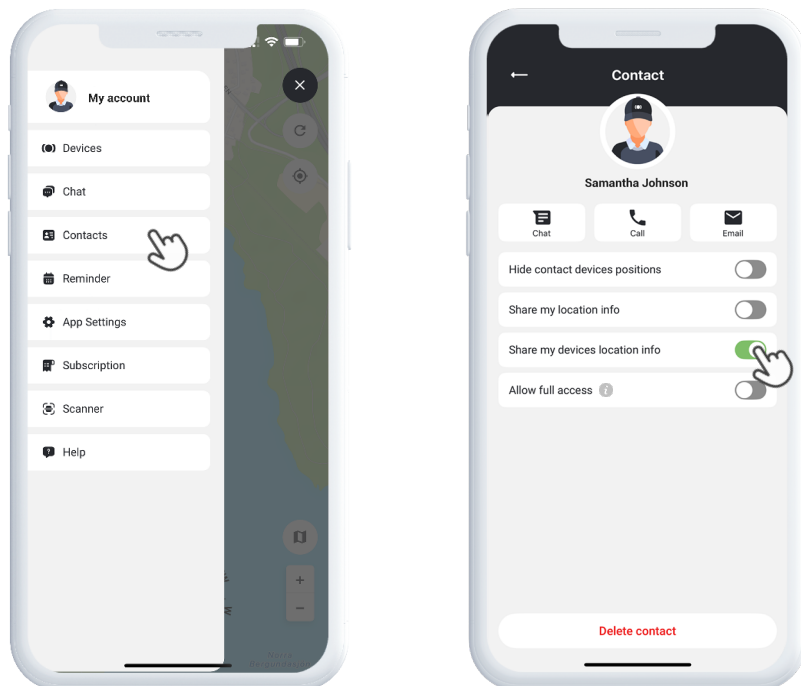 My account
Devices
Chat
Contacts
Reminder
App Settings
Subscription
Scanner
Help
Contact
Samantha Johnson
Chat
Call
Email
Hide contact devices positions
Share my location info
Share my devices location info
Allow full access
Delete contact